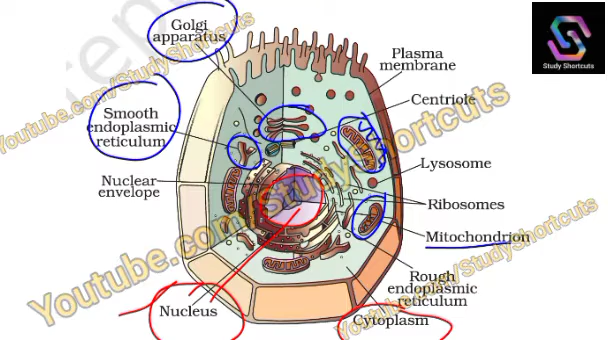 Golgi
apparatus
Smooth
endoplasmic
reticulum
Nuclear
envelope
Nucleus
Plasma
membrane
Centriole
Lysosome
Ribosomes
Mitochondrion
Rough
endoplasmic
reticulum
Cytoplasm
Study Shortcuts
Youtube.com/StudyShortcuts
Youtube.com/StudyShortcuts
Youtube.com/StudyShortcuts